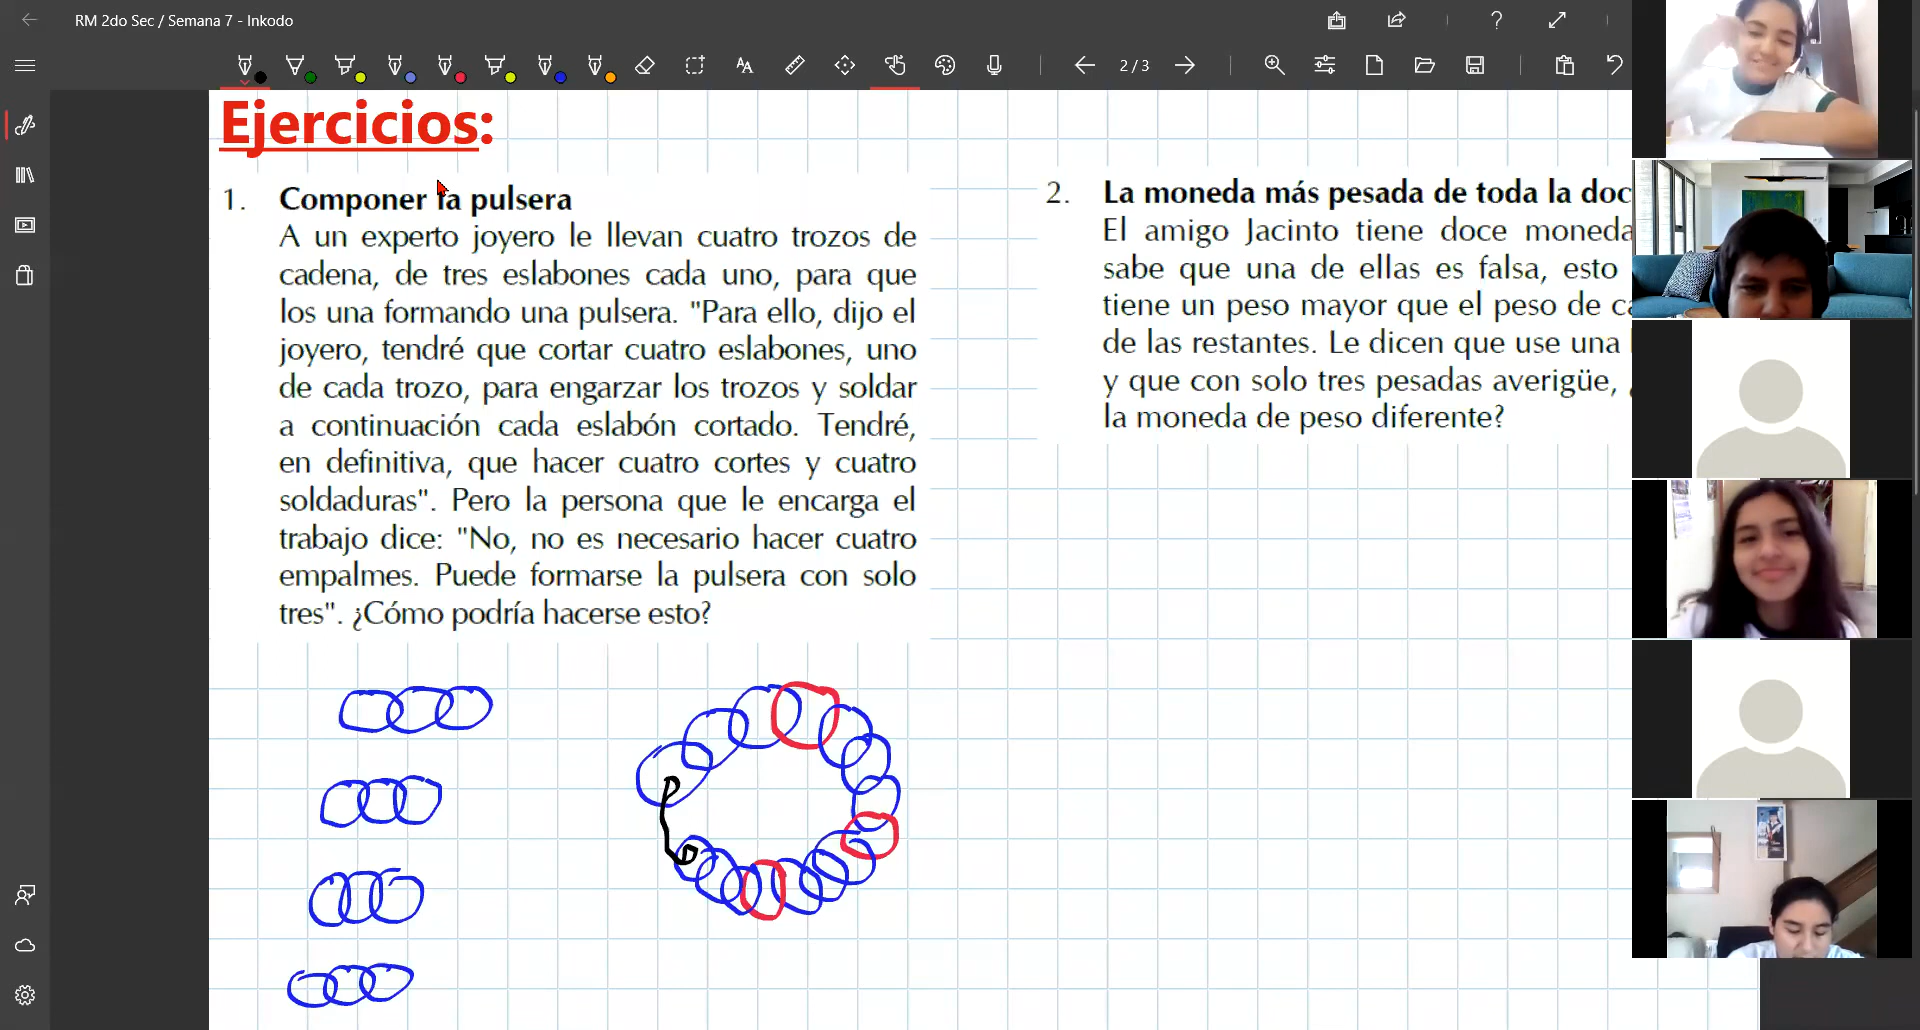 RM 2do Sec / Semana 7 - Inkodo
2 / 3
Ejercicios:
1. Componer la pulsera
A un experto joyero le llevan cuatro trozos de
cadena, de tres eslabones cada uno, para que
los una formando una pulsera. "Para ello, dijo el
joyero, tendré que cortar cuatro eslabones, uno
de cada trozo, para engarzar los trozos y soldar
a continuación cada eslabón cortado. Tendré,
en definitiva, que hacer cuatro cortes y cuatro
soldaduras". Pero la persona que le encarga el
trabajo dice: "No, no es necesario hacer cuatro
empalmes. Puede formarse la pulsera con solo
tres". ¿Cómo podría hacerse esto?
2. La moneda más pesada de toda la doc
El amigo Jacinto tiene doce moneda
sabe que una de ellas es falsa, esto
tiene un peso mayor que el peso de ca
de las restantes. Le dicen que use una
y que con solo tres pesadas averigüe, ¿
la moneda de peso diferente?